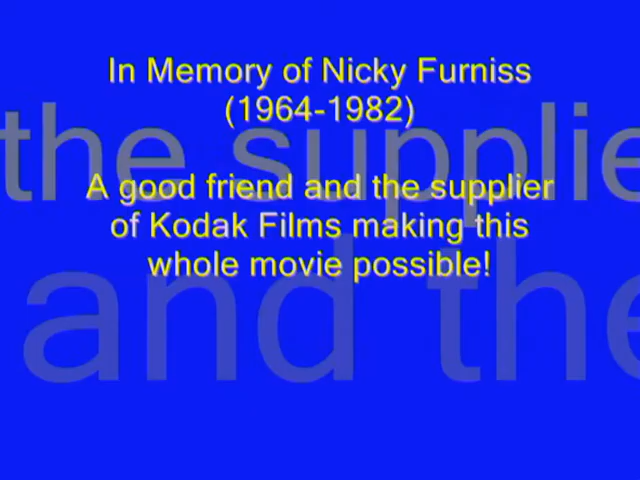 In Memory of Nicky Furniss
(1964-1982)
the supplie
A good friend and the supplier
of Kodak Films making this
whole movie possible!
and the